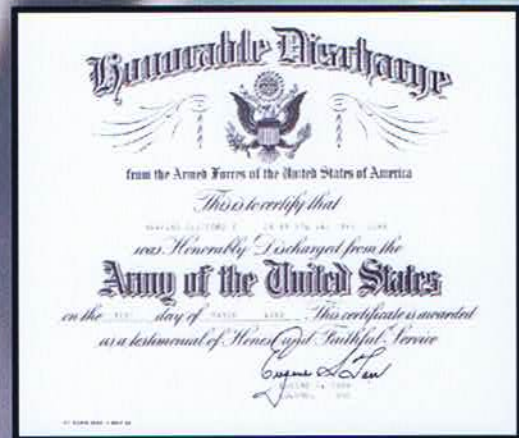 Honorable Discharge
from the Armed Forces of the United States of America
This is to certify that
was Honorably Discharged from the
Army of the United States
on the day of This certificate is awarded
as a testimonial of Honest and Faithful Service